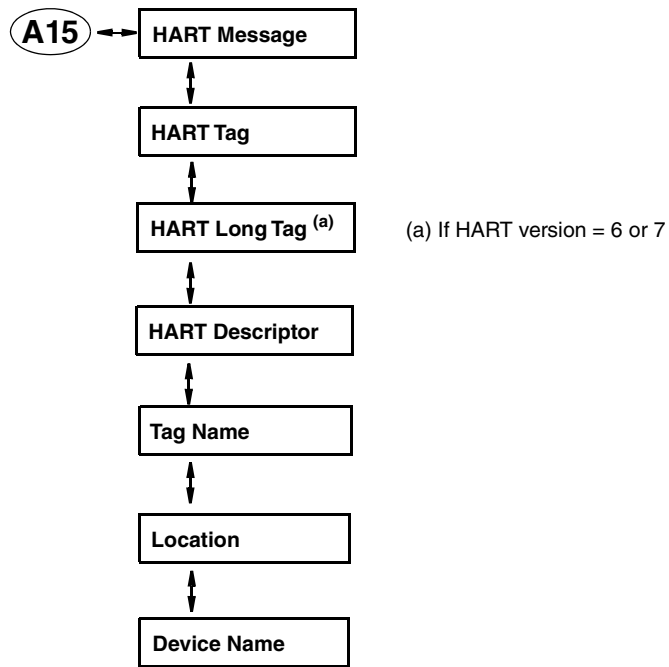 A15
HART Message
HART Tag
HART Long Tag (a)
(a) If HART version = 6 or 7
HART Descriptor
Tag Name
Location
Device Name